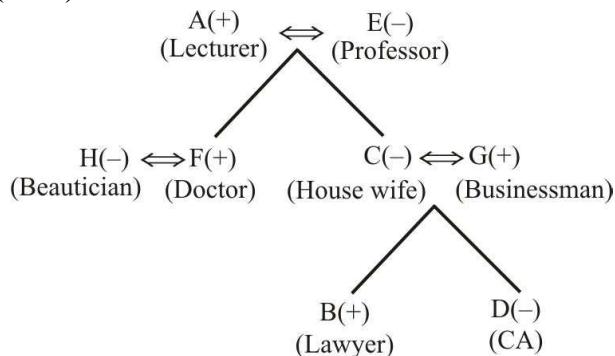 A(+) ⇔ E(–)
(Lecturer) (Professor)
H(–) ⇔ F(+) C(–) ⇔ G(+)
(Beautician) (Doctor) (House wife) (Businessman)
B(+) D(–)
(Lawyer) (CA)